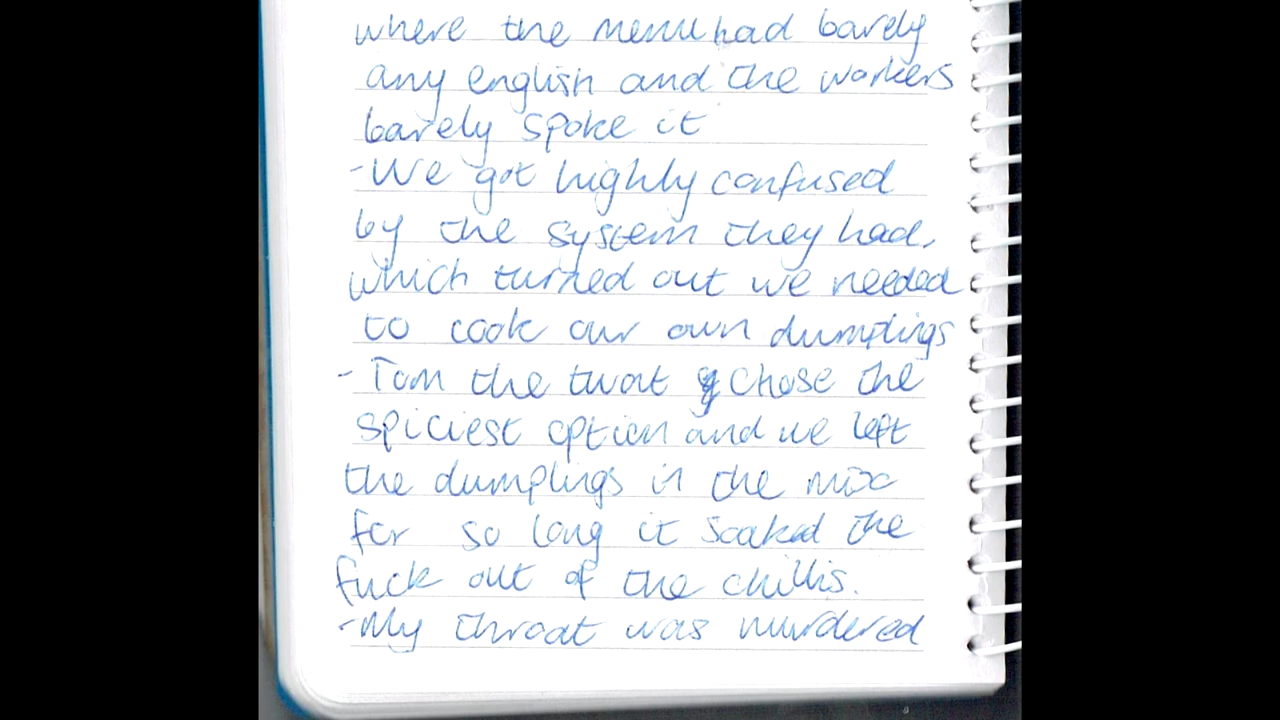 where the menu had barely
any english and the workers
barely spoke it
- We got highly confused
by the system they had,
which turned out we needed
to cook our own dumplings
- Tom the twat chose the
spiciest option and we left
the dumplings in the mix
for so long it soaked the
fuck out of the chillis.
- My throat was murdered